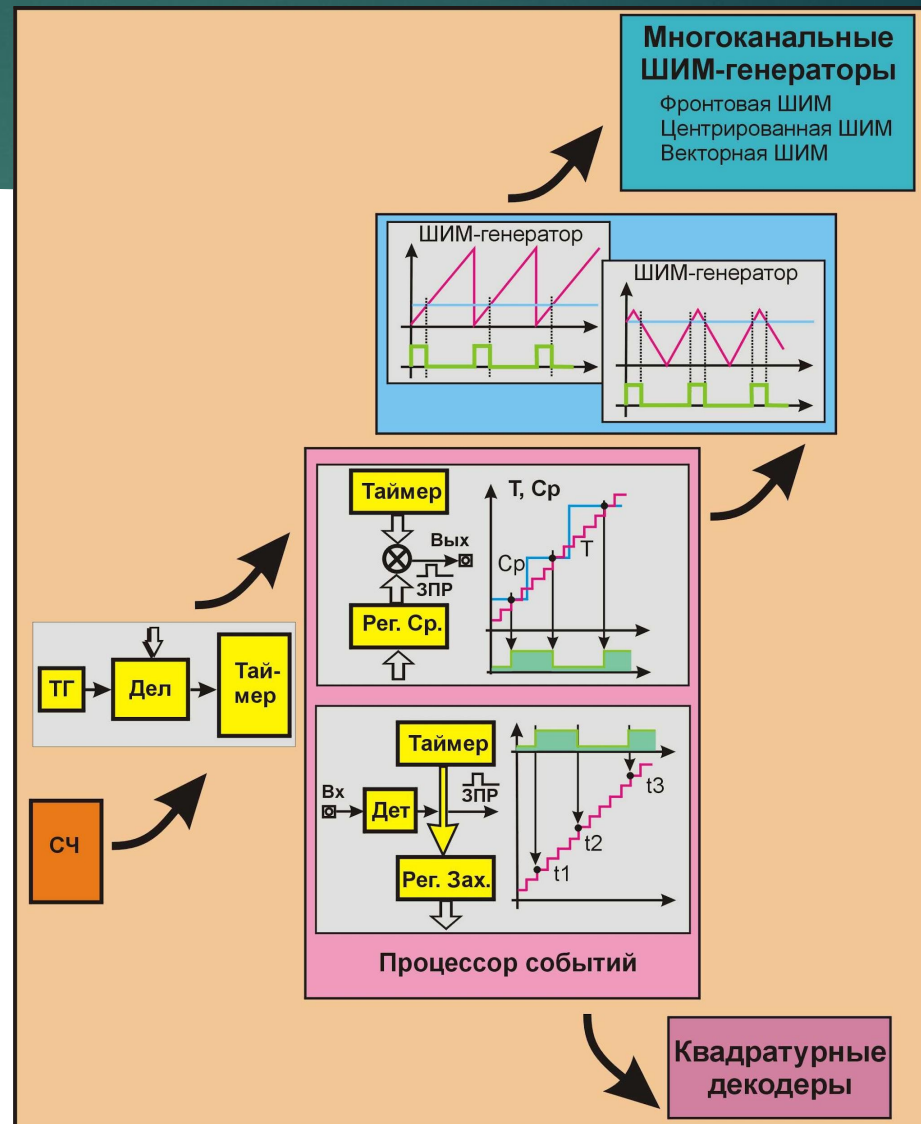 Многоканальные
ШИМ-генераторы
Фронтовая ШИМ
Центрированная ШИМ
Векторная ШИМ
ШИМ-генератор
ШИМ-генератор
Таймер
Вых
ЗПР
Рег. Ср.
T, Ср
Ср
T
ТГ
Дел
Тай-
мер
СЧ
Таймер
Вх
Дет
ЗПР
Рег. Зах.
t1
t2
t3
Процессор событий
Квадратурные
декодеры